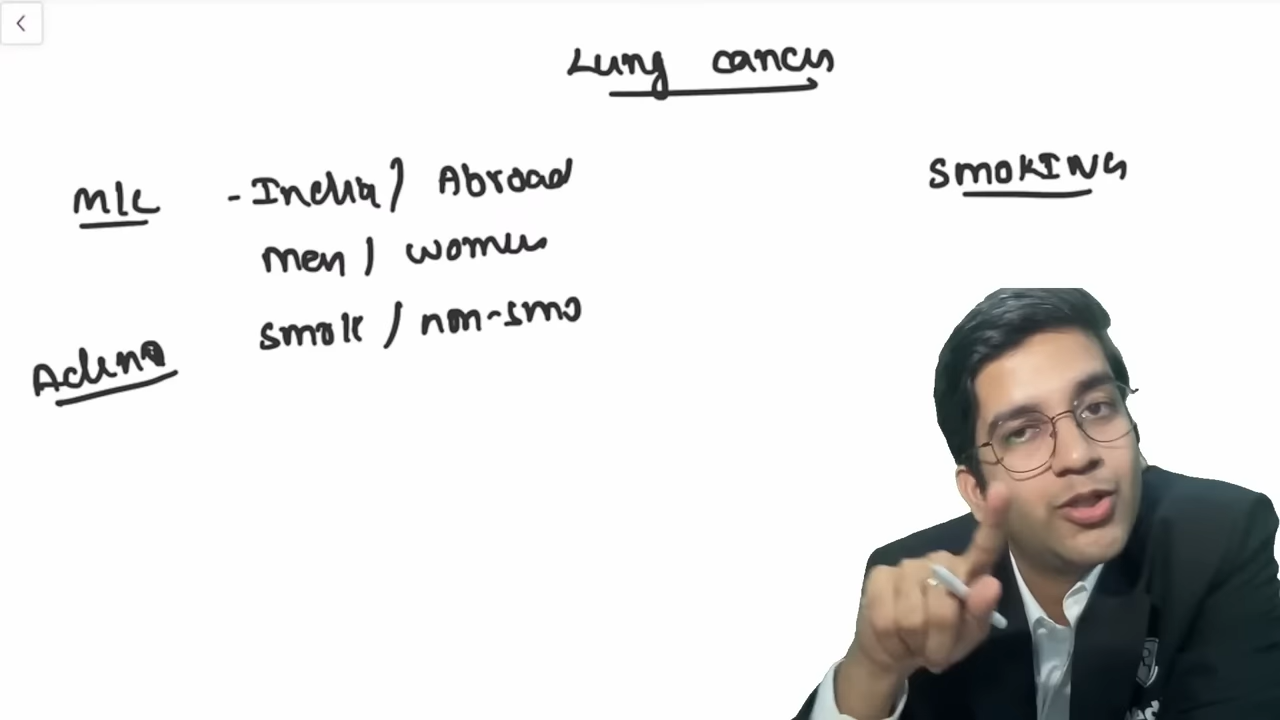 Lung cancer
M/C - India / Abroad
SMOKING
Men / women
Smok / non-smo
Adeno